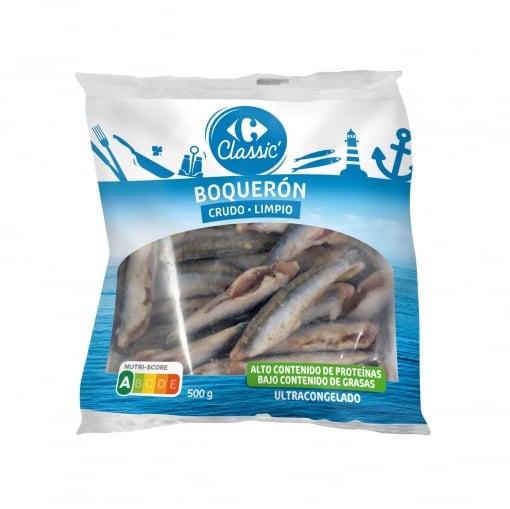 Classic'
BOQUERÓN
CRUDO • LIMPIO
NUTRI-SCORE
A B C D E
500 g
ALTO CONTENIDO DE PROTEÍNAS
BAJO CONTENIDO DE GRASAS
ULTRACONGELADO